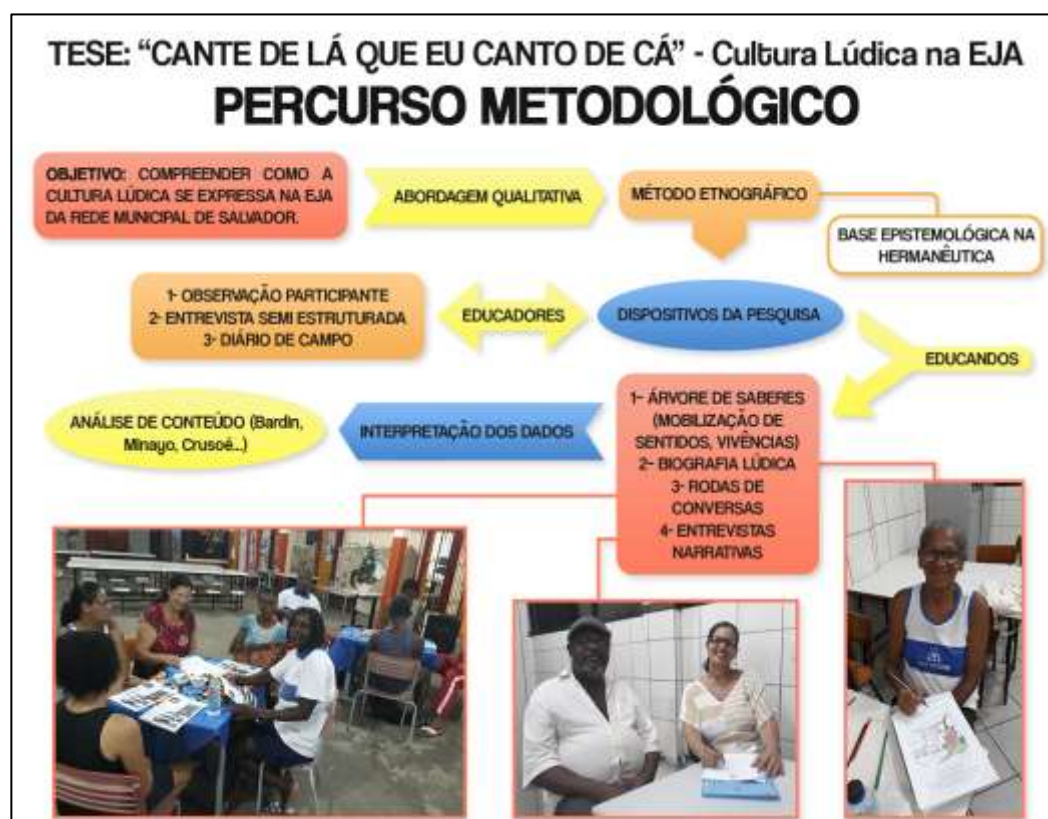 TESE: “CANTE DE LÁ QUE EU CANTO DE CÁ” - Cultura Lúdica na EJA
PERCURSO METODOLÓGICO
OBJETIVO: COMPREENDER COMO A
CULTURA LÚDICA SE EXPRESSA NA EJA
DA REDE MUNICIPAL DE SALVADOR.
ABORDAGEM QUALITATIVA
MÉTODO ETNOGRÁFICO
BASE EPISTEMOLÓGICA NA
HERMANÊUTICA
1- OBSERVAÇÃO PARTICIPANTE
2- ENTREVISTA SEMI ESTRUTURADA
3- DIÁRIO DE CAMPO
EDUCADORES
DISPOSITIVOS DA PESQUISA
EDUCANDOS
ANÁLISE DE CONTEÚDO (Bardin,
Minayo, Crusoé...)
INTERPRETAÇÃO DOS DADOS
1- ÁRVORE DE SABERES
(MOBILIZAÇÃO DE
SENTIDOS, VIVÊNCIAS)
2- BIOGRAFIA LÚDICA
3- RODAS DE
CONVERSAS
4- ENTREVISTAS
NARRATIVAS